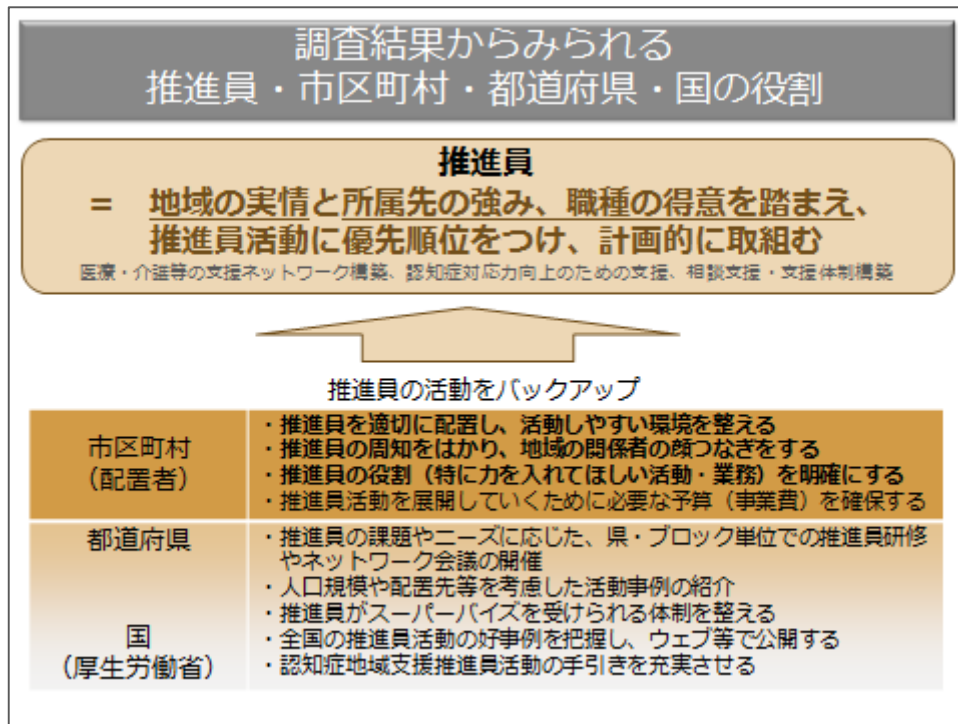 調査結果からみられる
推進員・市区町村・都道府県・国の役割
推進員
= 地域の実情と所属先の強み、職種の得意を踏まえ、
推進員活動に優先順位をつけ、計画的に取組む
医療・介護等の支援ネットワーク構築、認知症対応力向上のための支援、相談支援・支援体制構築
推進員の活動をバックアップ
市区町村
（配置者）
・推進員を適切に配置し、活動しやすい環境を整える
・推進員の周知をはかり、地域の関係者の顔つなぎをする
・推進員の役割（特に力を入れてほしい活動・業務）を明確にする
・推進員活動を展開していくために必要な予算（事業費）を確保する
都道府県
国
（厚生労働省）
・推進員の課題やニーズに応じた、県・ブロック単位での推進員研修
やネットワーク会議の開催
・人口規模や配置先等を考慮した活動事例の紹介
・推進員がスーパーバイズを受けられる体制を整える
・全国の推進員活動の好事例を把握し、ウェブ等で公開する
・認知症地域支援推進員活動の手引きを充実させる